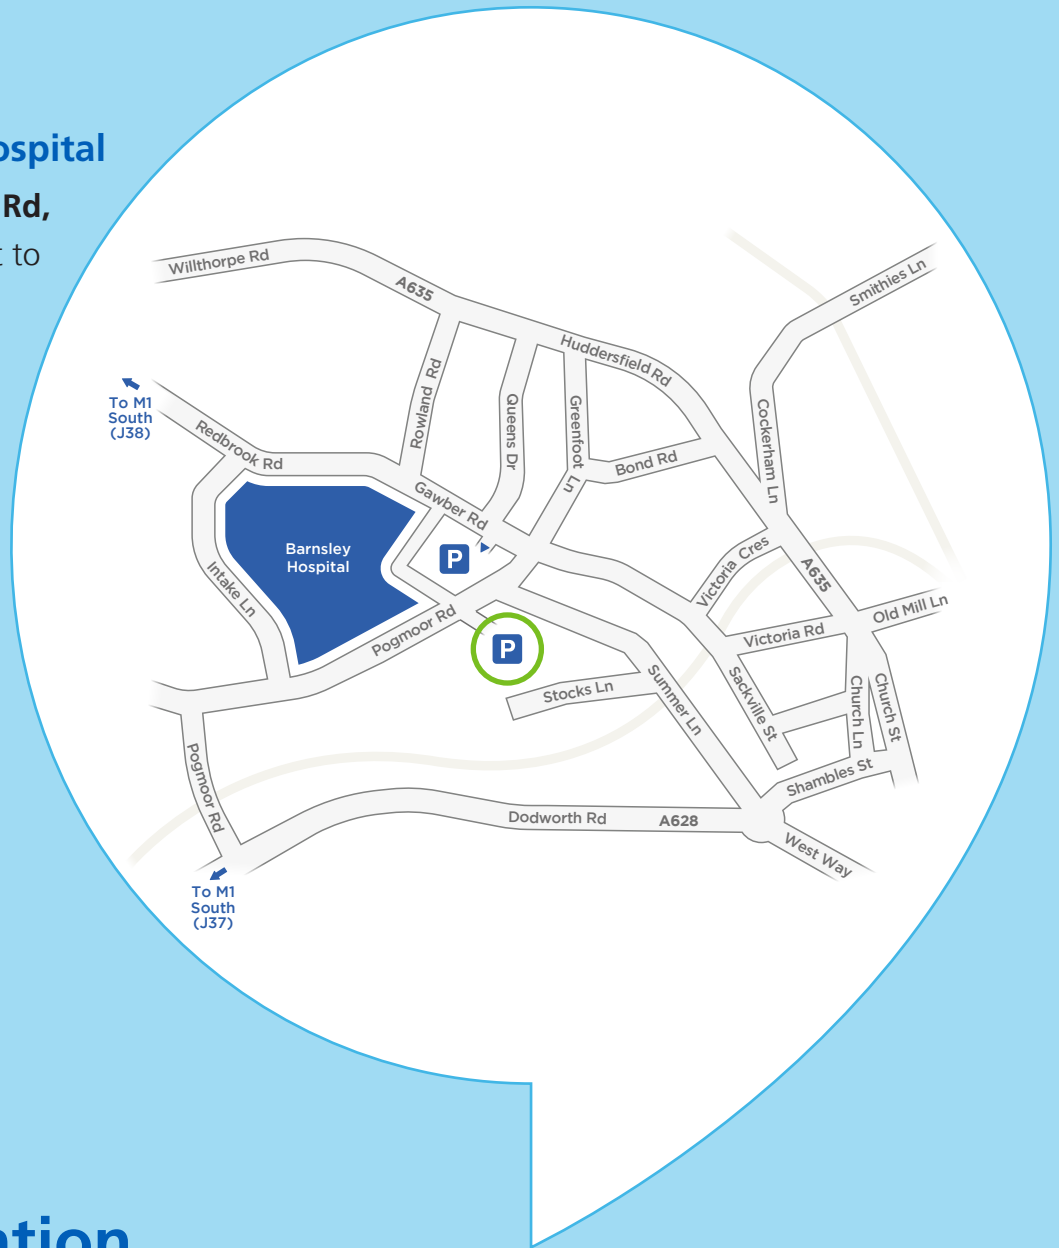 ospital
Rd,
t to
Willthorpe Rd
A635
Huddersfield Rd
Smithies Ln
To M1
South
(J38)
Redbrook Rd
Rowland Rd
Queens Dr
Greenfoot Ln
Bond Rd
Cockerham Ln
Gawber Rd
Barnsley
Hospital
P
Intake Ln
Victoria Cres
A635
Old Mill Ln
Pogmoor Rd
P
Victoria Rd
Stocks Ln
Summer Ln
Sackville St
Church Ln
Church St
Pogmoor Rd
Shambles St
Dodworth Rd
A628
West Way
To M1
South
(J37)
ation